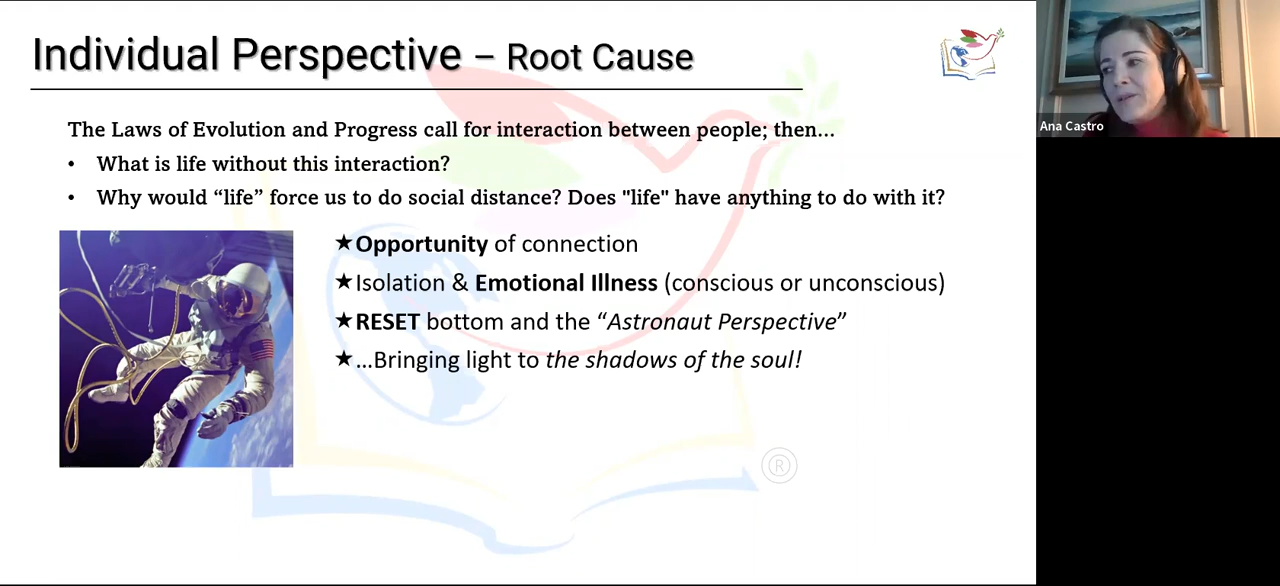 Individual Perspective – Root Cause
Ana Castro
The Laws of Evolution and Progress call for interaction between people; then...
• What is life without this interaction?
• Why would “life” force us to do social distance? Does "life" have anything to do with it?
★Opportunity of connection
★Isolation & Emotional Illness (conscious or unconscious)
★RESET bottom and the “Astronaut Perspective”
★...Bringing light to the shadows of the soul!
®